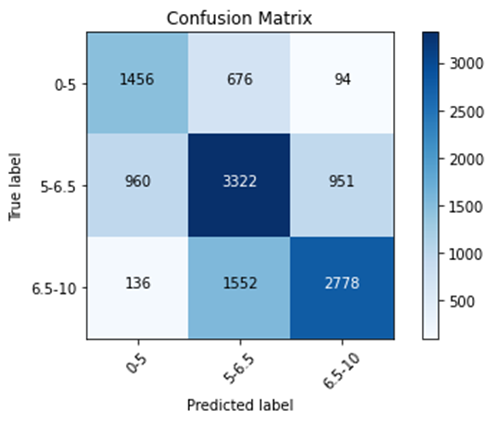 Confusion Matrix
True label
0-5
1456 676 94
5-6.5
960 3322 951
6.5-10
136 1552 2778
0-5 5-6.5 6.5-10
Predicted label
3000
2500
2000
1500
1000
500